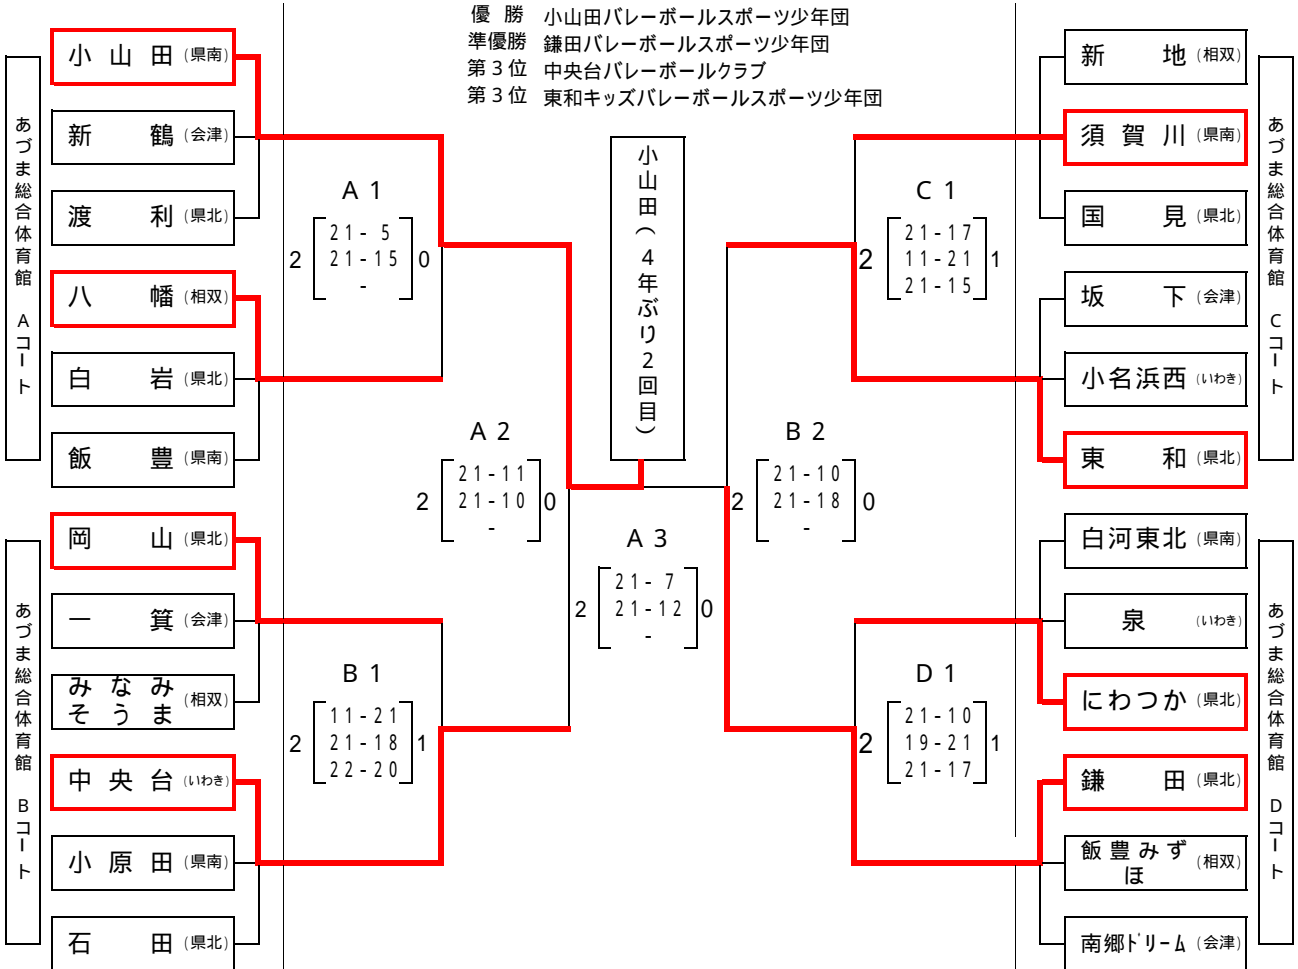 優 勝 小山田バレーボールスポーツ少年団
準優勝 鎌田バレーボールスポーツ少年団
第３位 中央台バレーボールクラブ
第３位 東和キッズバレーボールスポーツ少年団
あづま総合体育館 Aコート
小山田 (県南)
新鶴 (会津)
渡利 (県北)
八幡 (相双)
白岩 (県北)
飯豊 (県南)
あづま総合体育館 Bコート
岡山 (県北)
一箕 (会津)
みなみ
そうま (相双)
中央台 (いわき)
小原田 (県南)
石田 (県北)
A 1
21- 5
2 21-15 0
-
B 1
11-21
2 21-18 1
22-20
A 2
21-11
2 21-10 0
-
小山田(4年ぶり2回目)
A 3
21- 7
2 21-12 0
-
B 2
21-10
2 21-18 0
-
C 1
21-17
2 11-21 1
21-15
D 1
21-10
2 19-21 1
21-17
新地 (相双)
須賀川 (県南)
国見 (県北)
坂下 (会津)
小名浜西 (いわき)
東和 (県北)
あづま総合体育館 Cコート
白河東北 (県南)
泉 (いわき)
にわつか (県北)
鎌田 (県北)
飯豊みず
ほ (相双)
南郷ドリーム (会津)
あづま総合体育館 Dコート